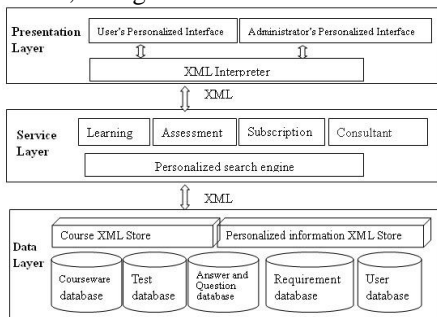 Presentation
Layer
User's Personalized Interface
Administrator's Personalized Interface
XML Interpreter
XML
Service
Layer
Learning
Assessment
Subscription
Consultant
Personalized search engine
XML
Data
Layer
Course XML Store
Personalized information XML Store
Courseware
database
Test
database
Answer and
Question
database
Requirement
database
User
database